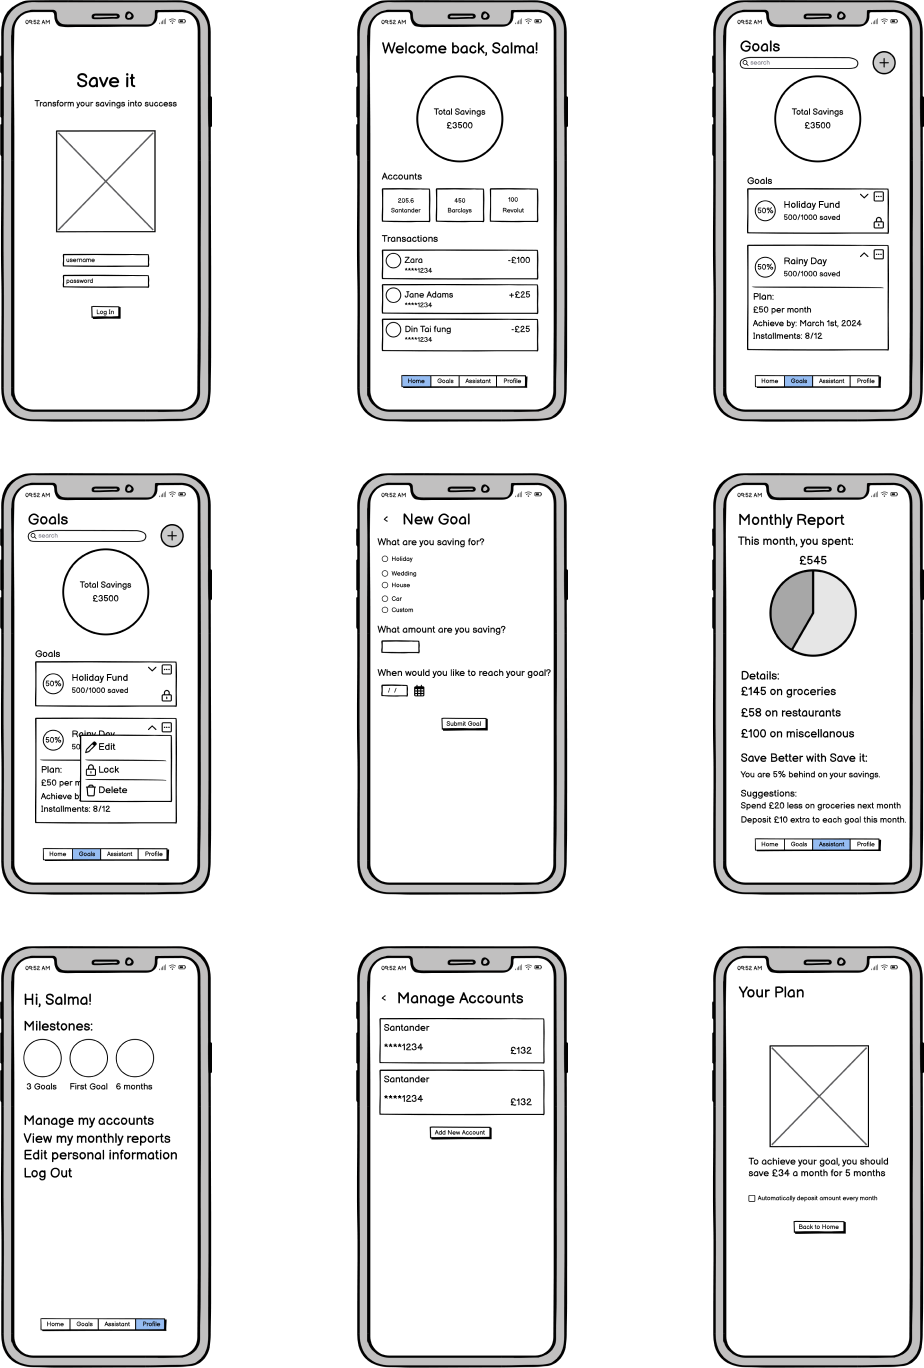 09:52 AM
Save it
Transform your savings into success
username
password
Log In
09:52 AM
Welcome back, Salma!
Total Savings
£3500
Accounts
205.6
Santander
450
Barclays
100
Revolut
Transactions
Zara -£100
****1234
Jane Adams +£25
****1234
Din Tai fung -£25
****1234
Home Goals Assistant Profile
09:52 AM
Goals
search
+
Total Savings
£3500
Goals
50% Holiday Fund
500/1000 saved
50% Rainy Day
500/1000 saved
Plan:
£50 per month
Achieve by: March 1st, 2024
Installments: 8/12
Home Goals Assistant Profile
09:52 AM
Goals
search
+
Total Savings
£3500
Goals
50% Holiday Fund
500/1000 saved
50% Rainy Day
50
Edit
Lock
Delete
Plan:
£50 per m
Achieve b
Installments: 8/12
Home Goals Assistant Profile
09:52 AM
< New Goal
What are you saving for?
Holiday
Wedding
House
Car
Custom
What amount are you saving?
When would you like to reach your goal?
/ /
Submit Goal
09:52 AM
Monthly Report
This month, you spent:
£545
Details:
£145 on groceries
£58 on restaurants
£100 on miscellanous
Save Better with Save it:
You are 5% behind on your savings.
Suggestions:
Spend £20 less on groceries next month
Deposit £10 extra to each goal this month.
Home Goals Assistant Profile
09:52 AM
Hi, Salma!
Milestones:
3 Goals First Goal 6 months
Manage my accounts
View my monthly reports
Edit personal information
Log Out
Home Goals Assistant Profile
09:52 AM
< Manage Accounts
Santander
****1234 £132
Santander
****1234 £132
Add New Account
09:52 AM
Your Plan
To achieve your goal, you should
save £34 a month for 5 months
Automatically deposit amount every month
Back to Home